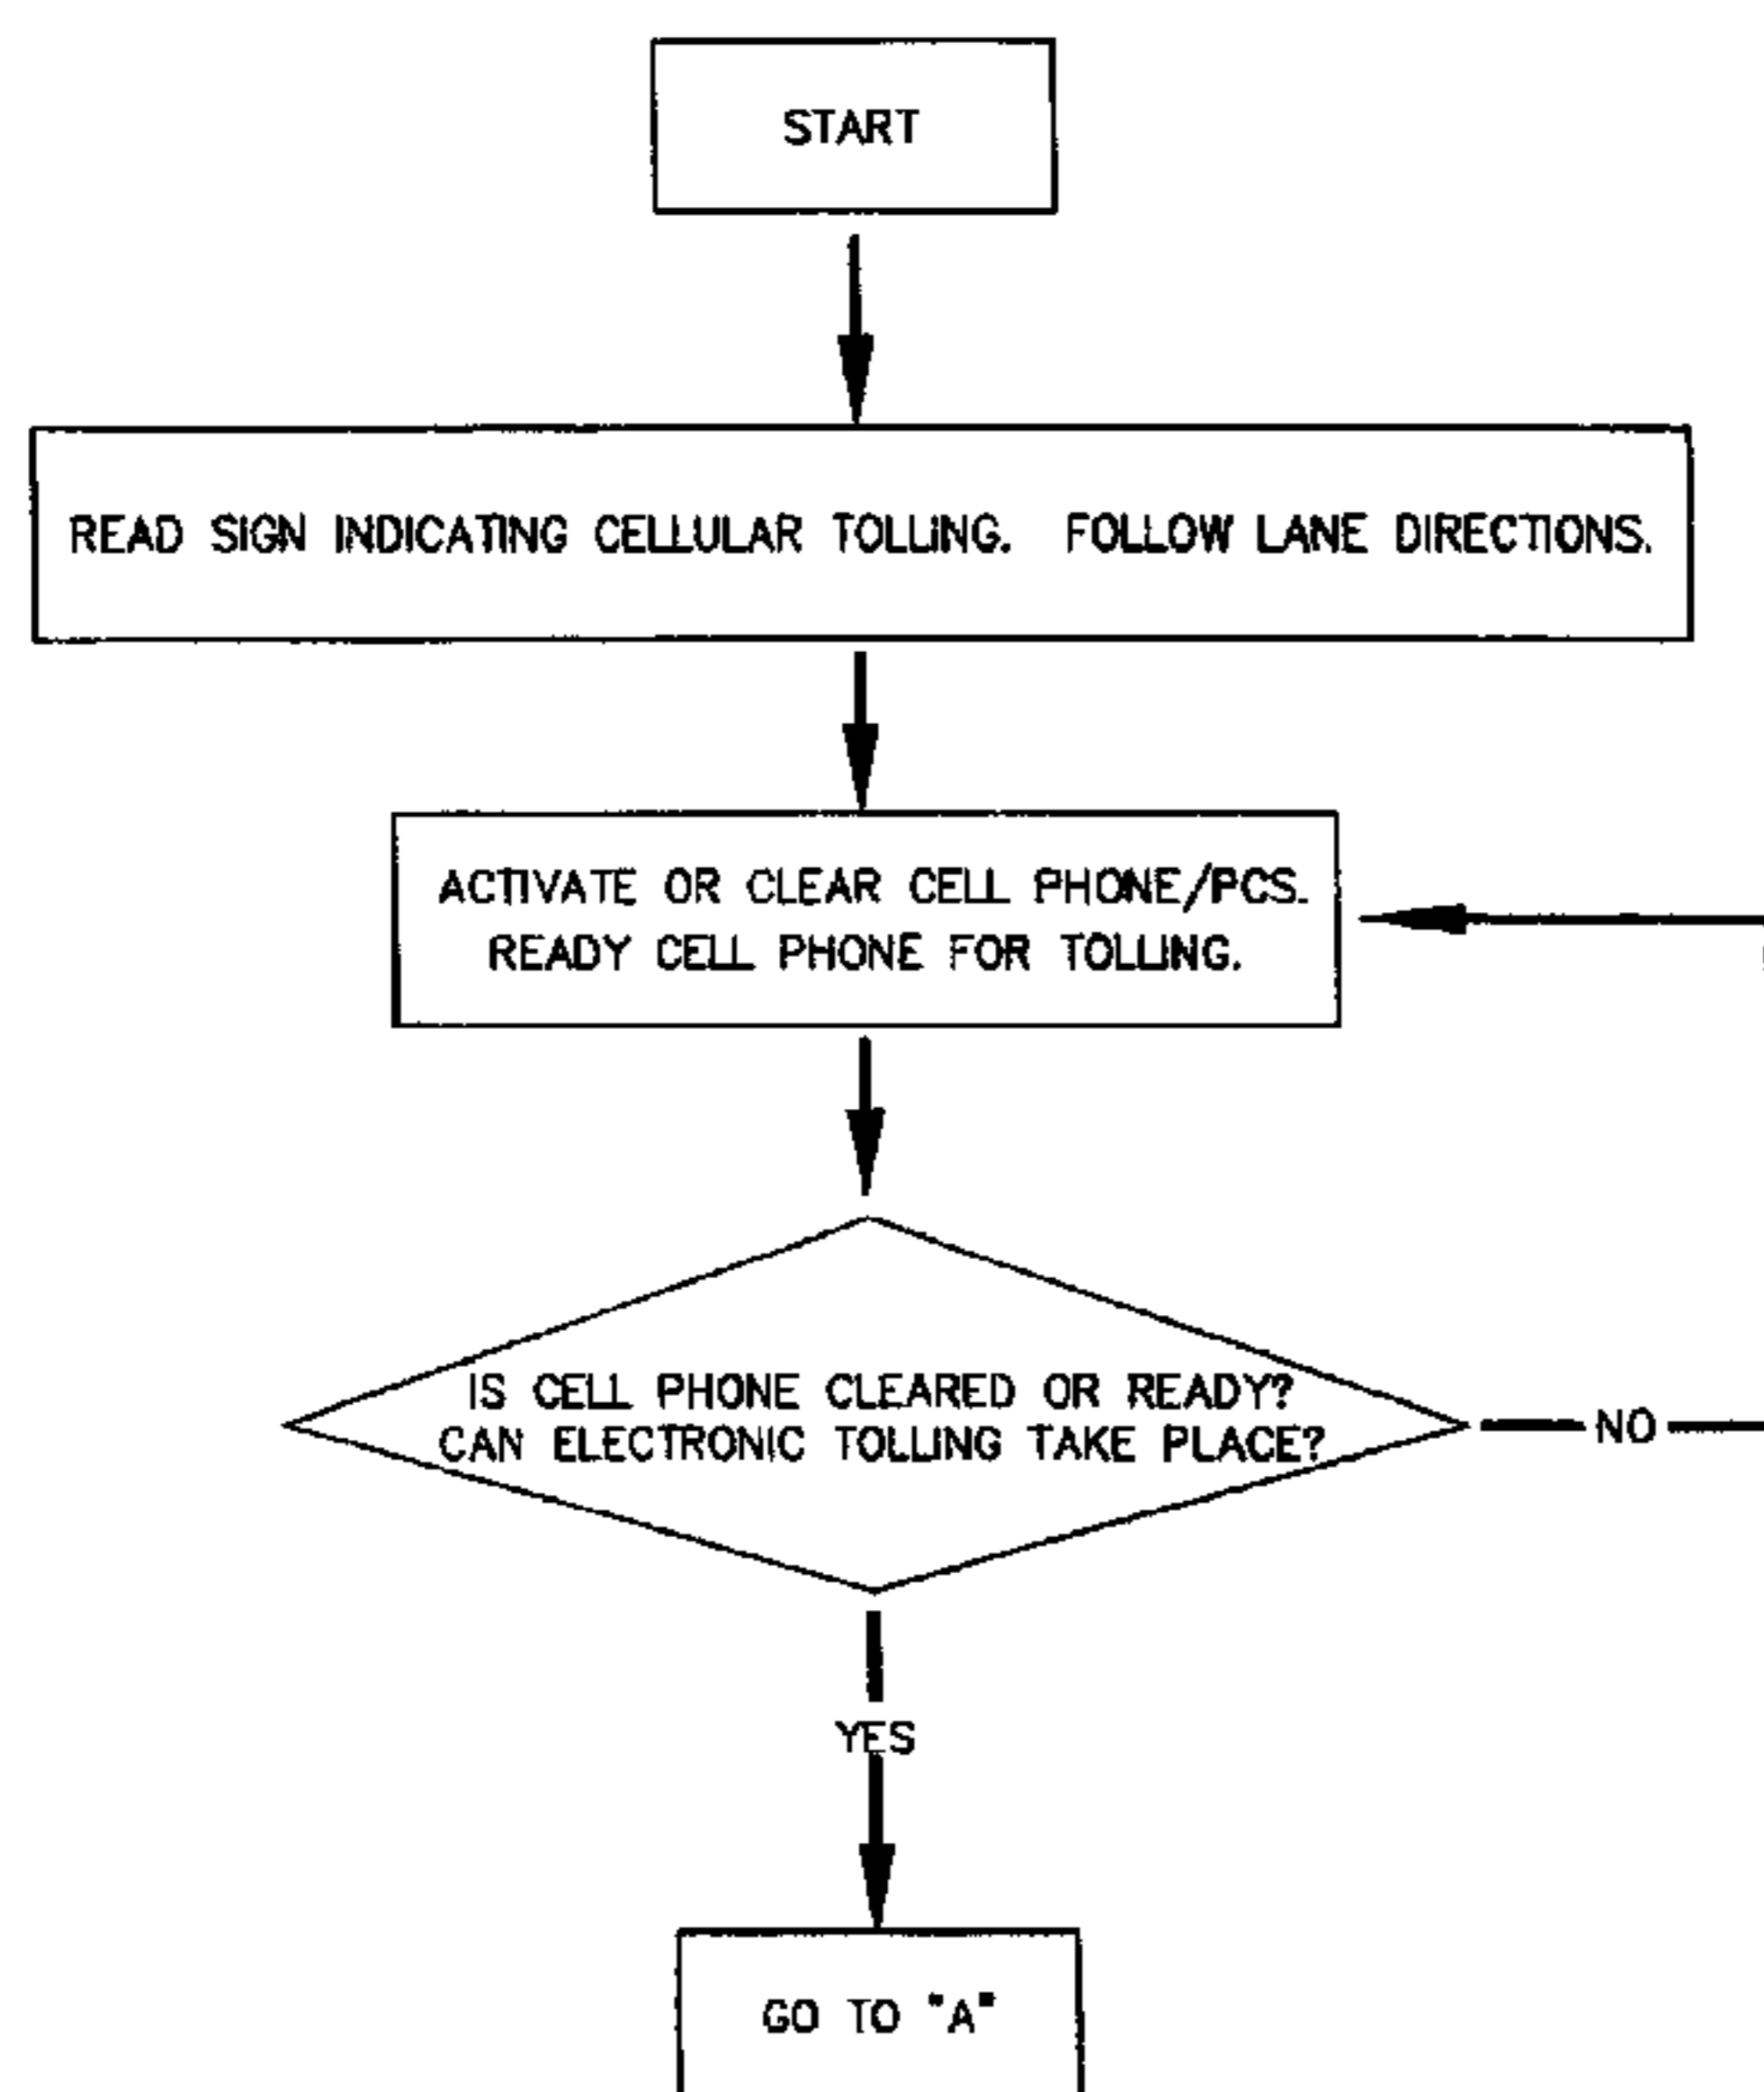 START
READ SIGN INDICATING CELLULAR TOLLING. FOLLOW LANE DIRECTIONS.
ACTIVATE OR CLEAR CELL PHONE/PCS.
READY CELL PHONE FOR TOLLING.
IS CELL PHONE CLEARED OR READY?
CAN ELECTRONIC TOLLING TAKE PLACE?
NO
YES
GO TO "A"